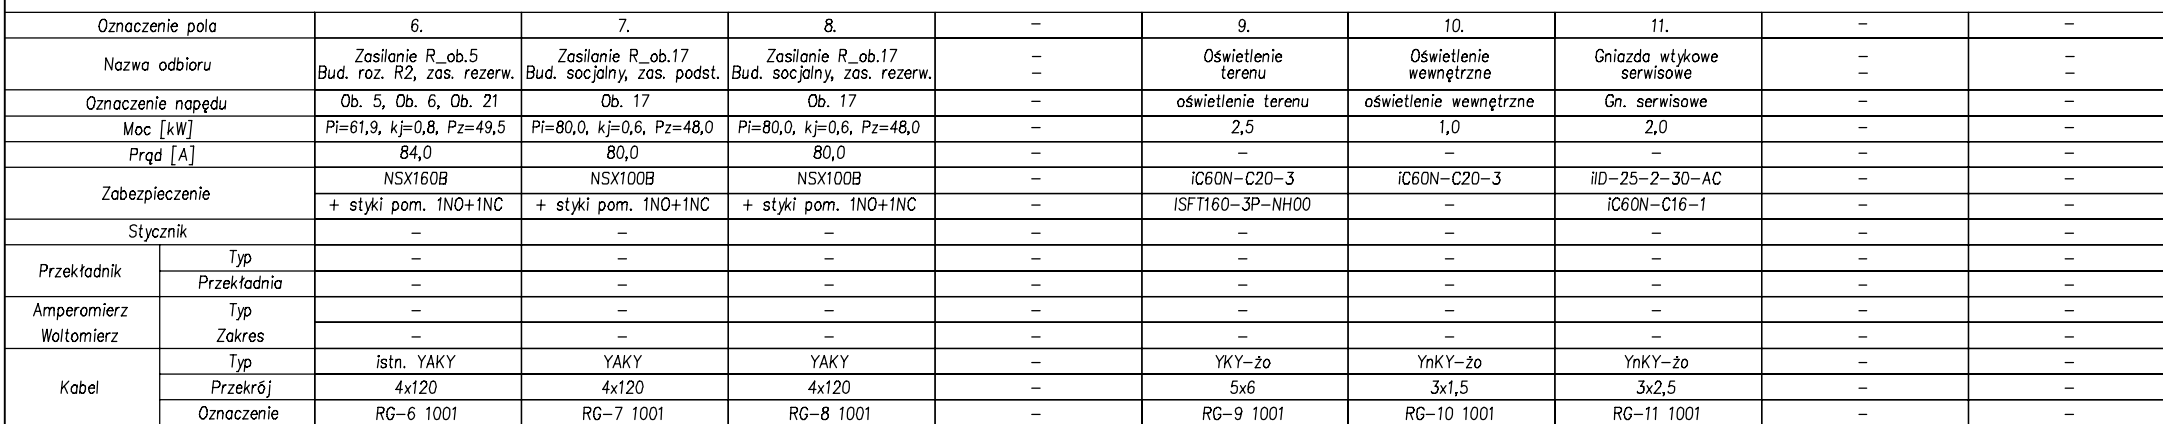 Oznaczenie pola 6. 7. 8. – 9. 10. 11. – –
Nazwa odbioru Zasilanie R_ob.5 Zasilanie R_ob.17 Zasilanie R_ob.17 – Oświetlenie Oświetlenie Gniazda wtykowe – –
Bud. roz. R2, zas. rezerw. Bud. socjalny, zas. podst. Bud. socjalny, zas. rezerw. – terenu wewnętrzne serwisowe – –
Oznaczenie napędu Ob. 5, Ob. 6, Ob. 21 Ob. 17 Ob. 17 – oświetlenie terenu oświetlenie wewnętrzne Gn. serwisowe – –
Moc [kW] Pi=61,9, kj=0,8, Pz=49,5 Pi=80,0, kj=0,6, Pz=48,0 Pi=80,0, kj=0,6, Pz=48,0 – 2,5 1,0 2,0 – –
Prąd [A] 84,0 80,0 80,0 – – – – – –
Zabezpieczenie NSX160B NSX100B NSX100B – iC60N-C20-3 iC60N-C20-3 iID-25-2-30-AC – –
+ styki pom. 1NO+1NC + styki pom. 1NO+1NC + styki pom. 1NO+1NC – ISFT160-3P-NH00 – iC60N-C16-1 – –
Stycznik – – – – – – – – –
Przekładnik Typ – – – – – – – – –
Przekładnia – – – – – – – – –
Amperomierz Typ – – – – – – – – –
Woltomierz Zakres – – – – – – – – –
Kabel Typ istn. YAKY YAKY YAKY – YKY-żo YnKY-żo YnKY-żo – –
Przekrój 4x120 4x120 4x120 – 5x6 3x1,5 3x2,5 – –
Oznaczenie RG-6 1001 RG-7 1001 RG-8 1001 – RG-9 1001 RG-10 1001 RG-11 1001 – –